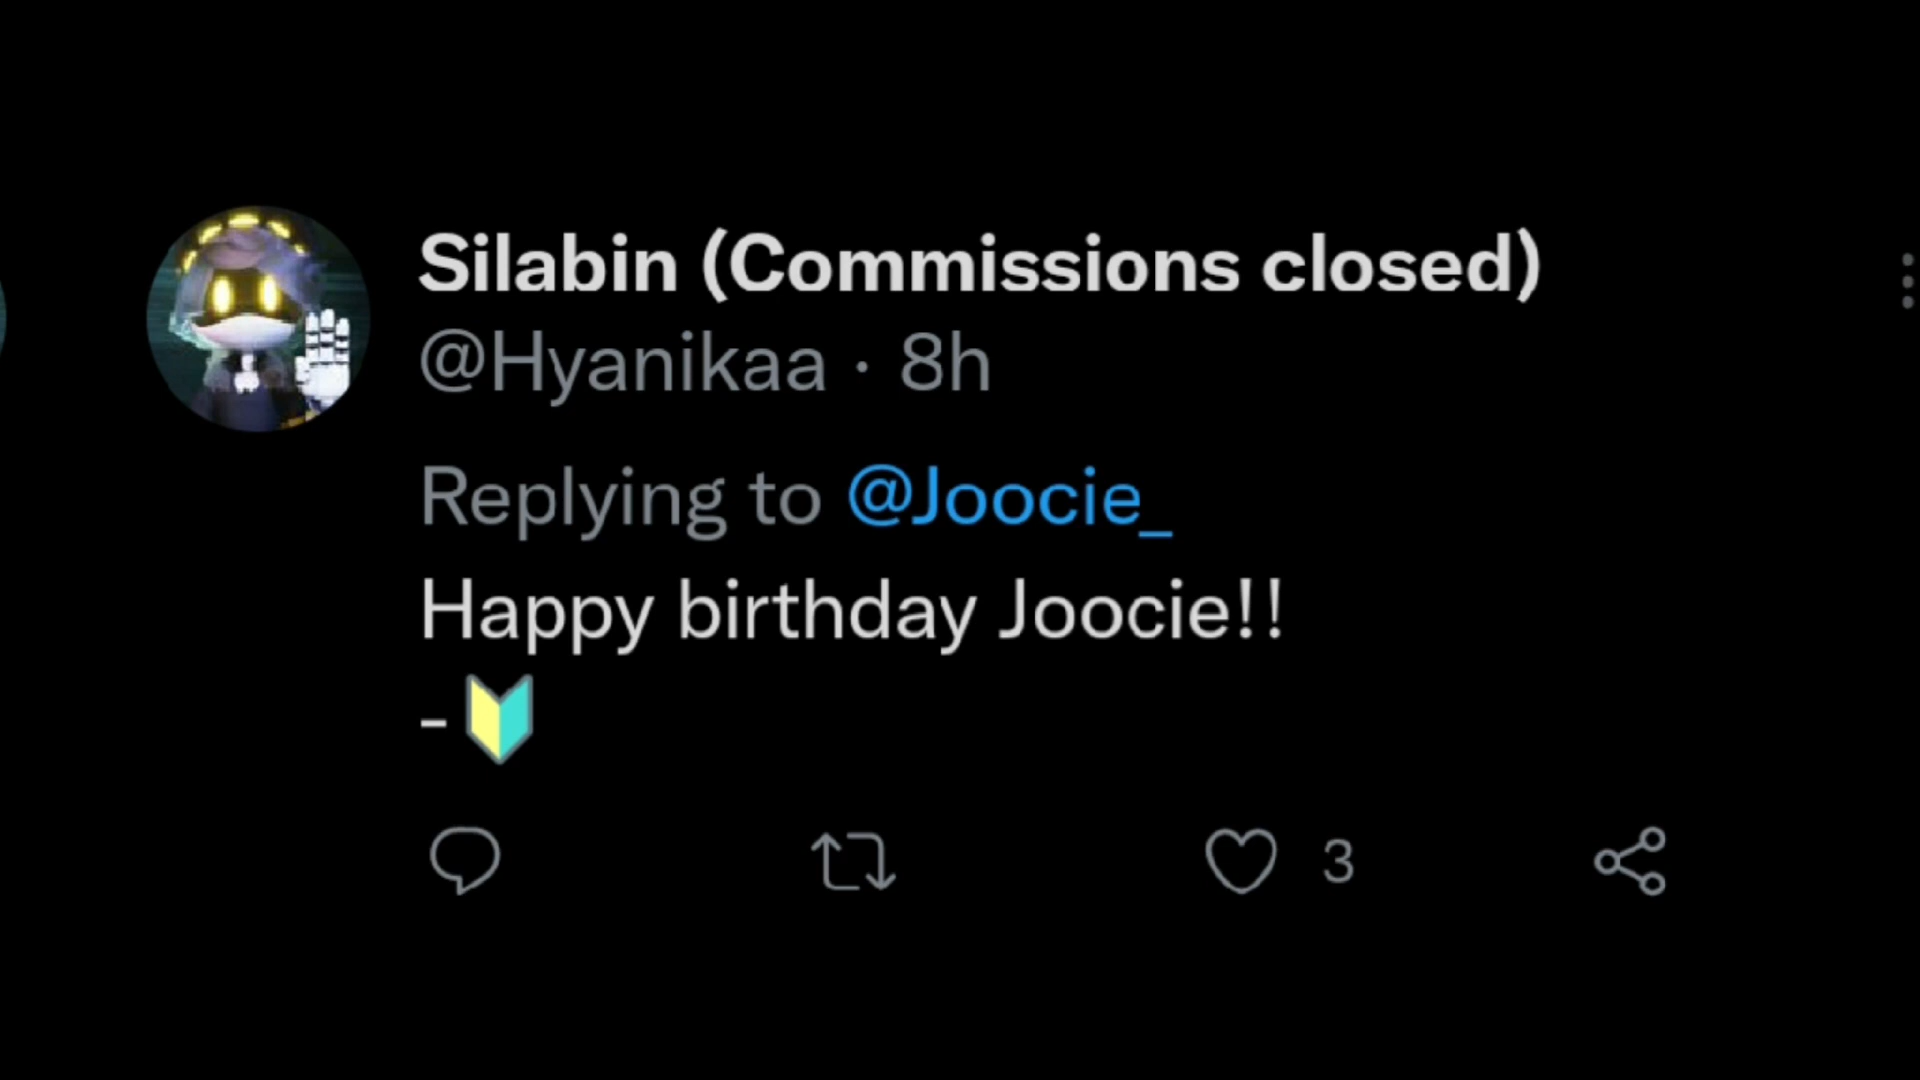 Silabin (Commissions closed)
@Hyanikaa · 8h
Replying to @Joocie_
Happy birthday Joocie!!
-🔰
3